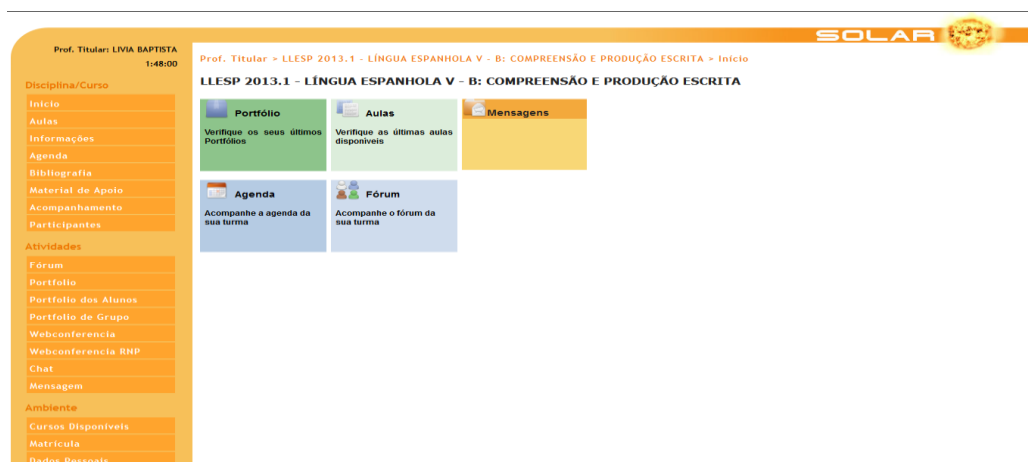 SOLAR
Prof. Titular: LIVIA BAPTISTA
1:48:00
Prof. Titular > LLESP 2013.1 - LÍNGUA ESPANHOLA V - B: COMPREENSÃO E PRODUÇÃO ESCRITA > Início
LLESP 2013.1 - LÍNGUA ESPANHOLA V - B: COMPREENSÃO E PRODUÇÃO ESCRITA
Disciplina/Curso
Início
Aulas
Informações
Agenda
Bibliografia
Material de Apoio
Acompanhamento
Participantes
Atividades
Fórum
Portfolio
Portfolio dos Alunos
Portfolio de Grupo
Webconferencia
Webconferencia RNP
Chat
Mensagem
Ambiente
Cursos Disponíveis
Matrícula
Dados Pessoais
Portfólio
Verifique os seus últimos
Portfólios
Aulas
Verifique as últimas aulas
disponíveis
Mensagens
Agenda
Acompanhe a agenda da
sua turma
Fórum
Acompanhe o fórum da
sua turma